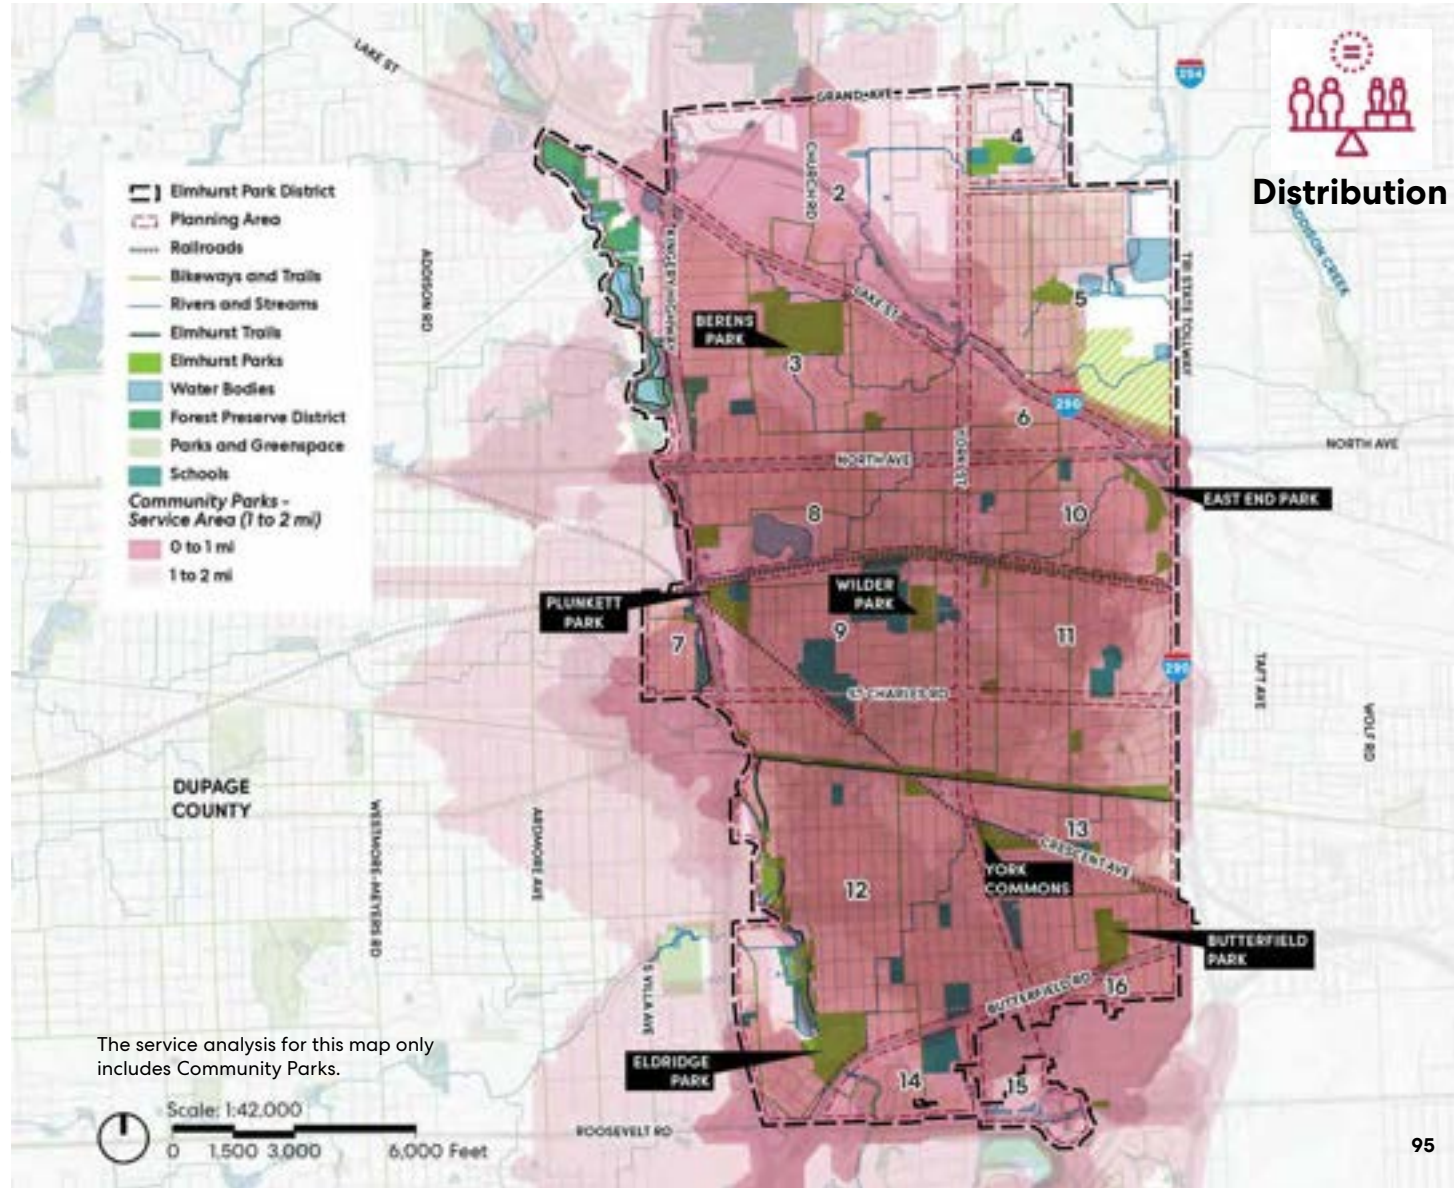 LAKE ST
GRAND AVE
294
=
Distribution
4
CHURCH RD
2
Elmhurst Park District
Planning Area
Railroads
Bikeways and Trails
Rivers and Streams
Elmhurst Trails
Elmhurst Parks
Water Bodies
Forest Preserve District
Parks and Greenspace
Schools
Community Parks -
Service Area (1 to 2 mi)
0 to 1 mi
1 to 2 mi
ADDISON RD
KINGERY HIGHWAY
ADDISON CREEK
TRI STATE TOLLWAY
5
LAKE ST
BERENS
PARK
3
290
6
YORK ST
NORTH AVE
NORTH AVE
EAST END PARK
8
10
PLUNKETT
PARK
WILDER
PARK
9
7
11
290
ST CHARLES RD
TAFT AVE
WOLF RD
DUPAGE
COUNTY
WESTMORE-MEYERS RD
ARDMORE AVE
13
CRESCENT AVE
YORK
COMMONS
12
BUTTERFIELD
PARK
S VILLA AVE
BUTTERFIELD RD
16
The service analysis for this map only
includes Community Parks.
ELDRIDGE
PARK
14
15
Scale: 1:42,000
0 1,500 3,000 6,000 Feet
ROOSEVELT RD
95